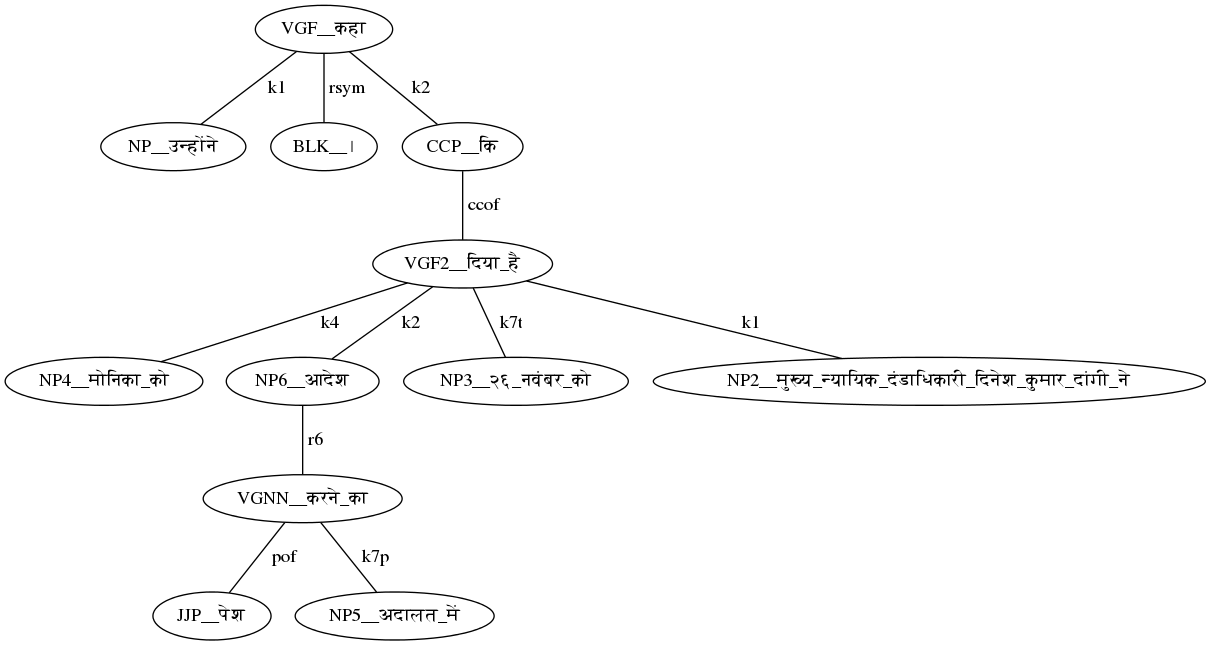 VGF__कहा
k1 rsym k2
NP__उन्होंने BLK__। CCP__कि
ccof
VGF2__दिया_है
k4 k2 k7t k1
NP4__मोनिका_को NP6__आदेश NP3__२६_नवंबर_को NP2__मुख्य_न्यायिक_दंडाधिकारी_दिनेश_कुमार_दांगी_ने
r6
VGNN__करने_का
pof k7p
JJP__पेश NP5__अदालत_में